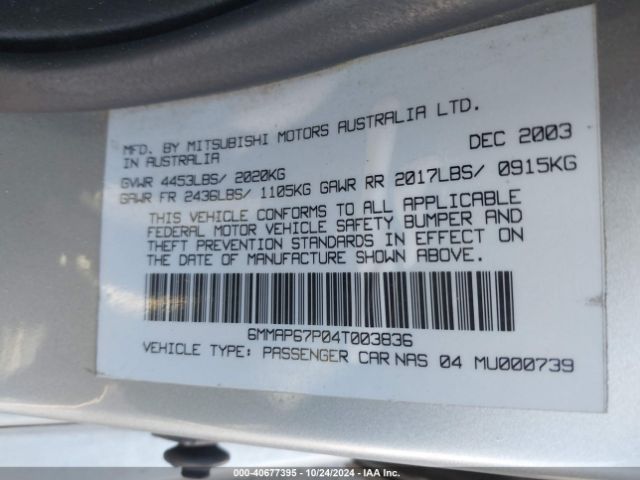 MFD. BY MITSUBISHI MOTORS AUSTRALIA LTD. DEC 2003
IN AUSTRALIA
GVWR 4453LBS/ 2020KG
GAWR FR 2436LBS/ 1105KG GAWR RR 2017LBS/ 0915KG
THIS VEHICLE CONFORMS TO ALL APPLICABLE
FEDERAL MOTOR VEHICLE SAFETY BUMPER AND
THEFT PREVENTION STANDARDS IN EFFECT ON
THE DATE OF MANUFACTURE SHOWN ABOVE.
6MMAP67P04T003836
VEHICLE TYPE: PASSENGER CAR NAS 04 MU000739
000-40677395 - 10/24/2024 - IAA Inc.